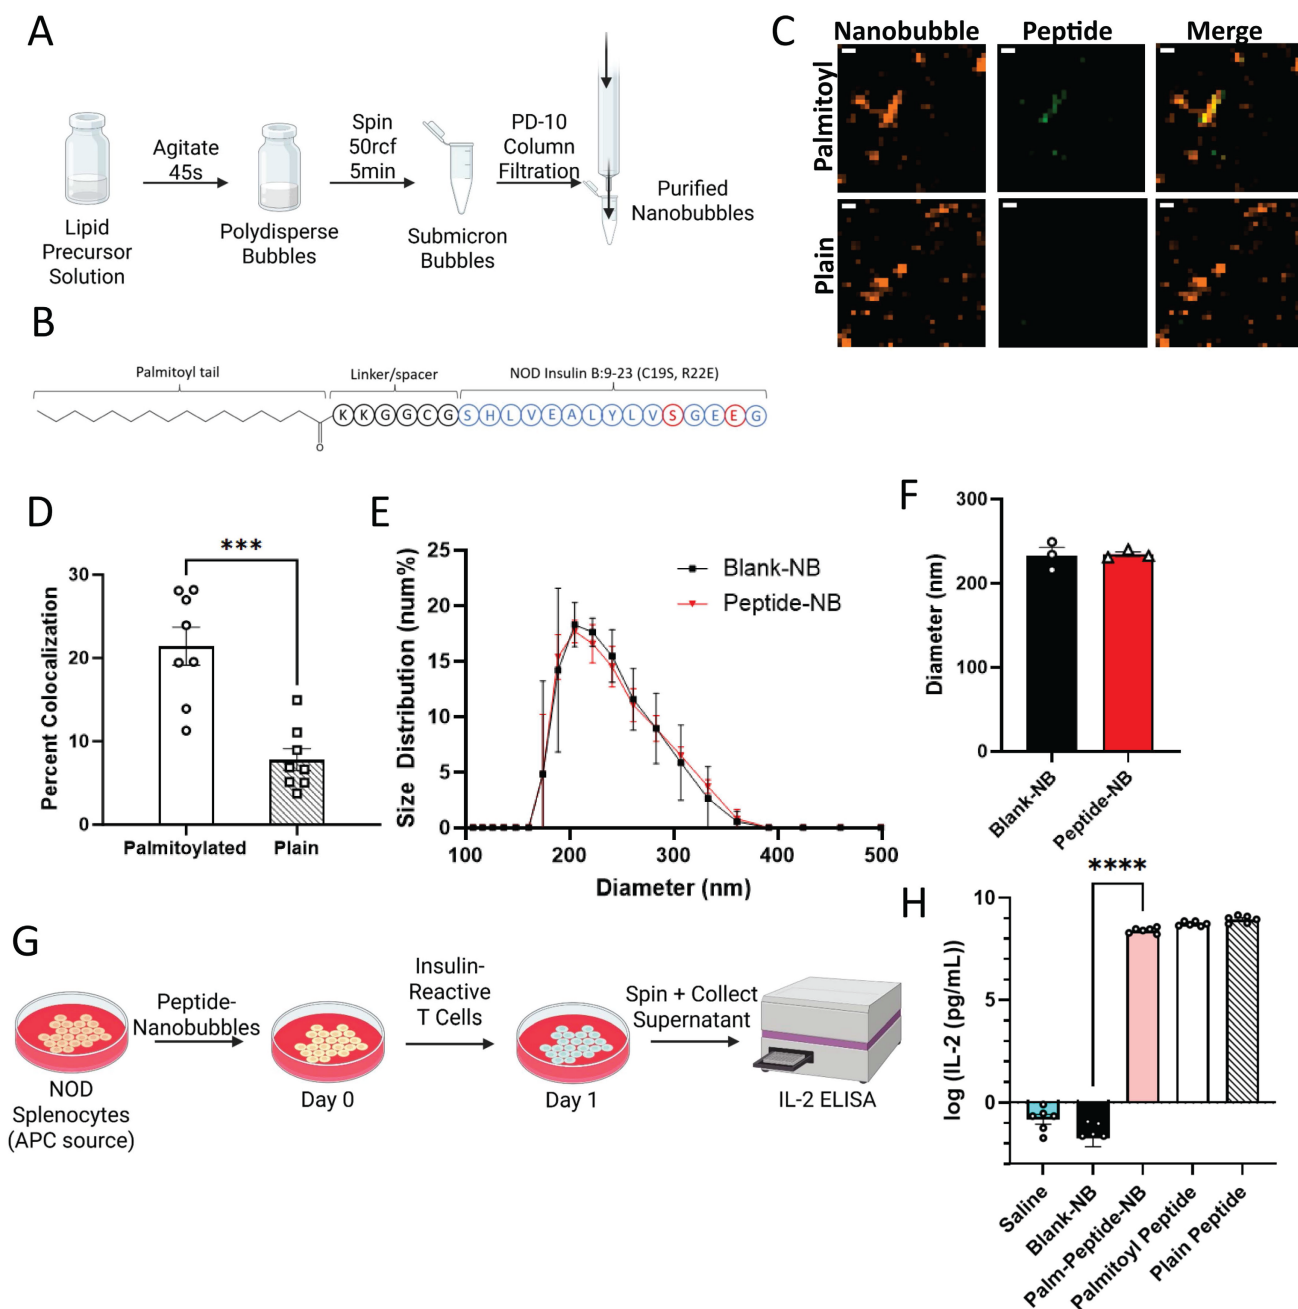 A
Agitate
45s
Spin
50rcf
5min
PD-10
Column
Filtration
Lipid
Precursor
Solution
Polydisperse
Bubbles
Submicron
Bubbles
Purified
Nanobubbles
B
Palmitoyl tail
Linker/spacer
NOD Insulin B:9-23 (C19S, R22E)
O
K K G G C G S H L V E A L Y L V S G E E G
C
Nanobubble Peptide Merge
Palmitoyl
Plain
D
***
Percent Colocalization
30
20
10
0
Palmitoylated Plain
E
Size Distribution (num%)
25
20
15
10
5
0
Blank-NB
Peptide-NB
100 200 300 400 500
Diameter (nm)
F
Diameter (nm)
300
200
100
0
Blank-NB
Peptide-NB
G
Peptide-
Nanobubbles
Insulin-
Reactive
T Cells
Spin + Collect
Supernatant
NOD
Splenocytes
(APC source)
Day 0
Day 1
IL-2 ELISA
H
****
log (IL-2 (pg/mL))
10
5
0
Saline
Blank-NB
Palm-Peptide-NB
Palmitoyl Peptide
Plain Peptide